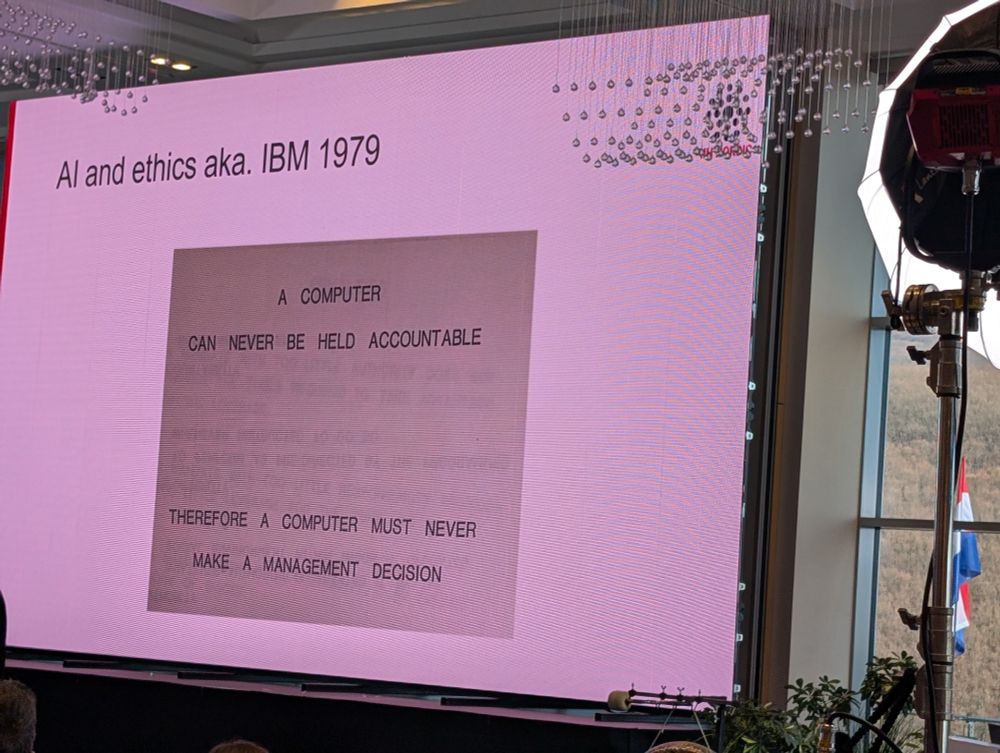 AI and ethics aka. IBM 1979
A COMPUTER
CAN NEVER BE HELD ACCOUNTABLE
THEREFORE A COMPUTER MUST NEVER
MAKE A MANAGEMENT DECISION